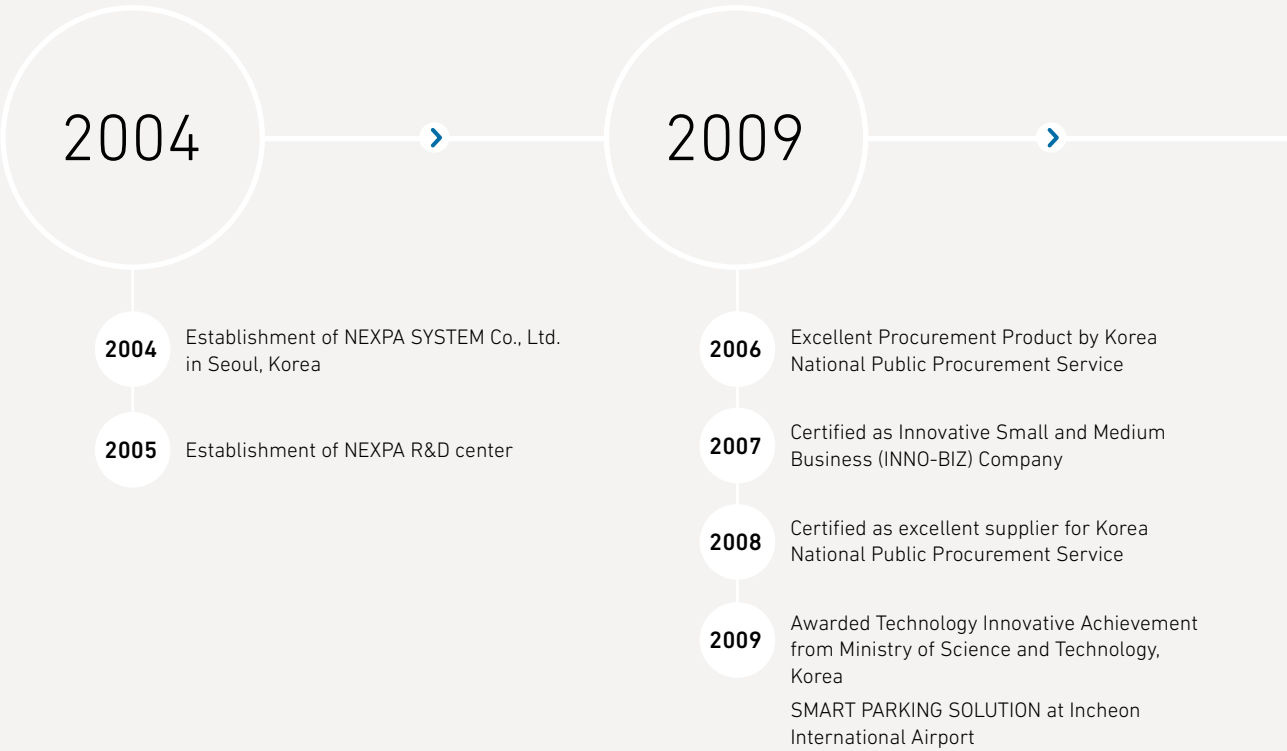 2004
2004
Establishment of NEXPA SYSTEM Co., Ltd.
in Seoul, Korea
2005
Establishment of NEXPA R&D center
2009
2006
Excellent Procurement Product by Korea
National Public Procurement Service
2007
Certified as Innovative Small and Medium
Business (INNO-BIZ) Company
2008
Certified as excellent supplier for Korea
National Public Procurement Service
2009
Awarded Technology Innovative Achievement
from Ministry of Science and Technology,
Korea
SMART PARKING SOLUTION at Incheon
International Airport